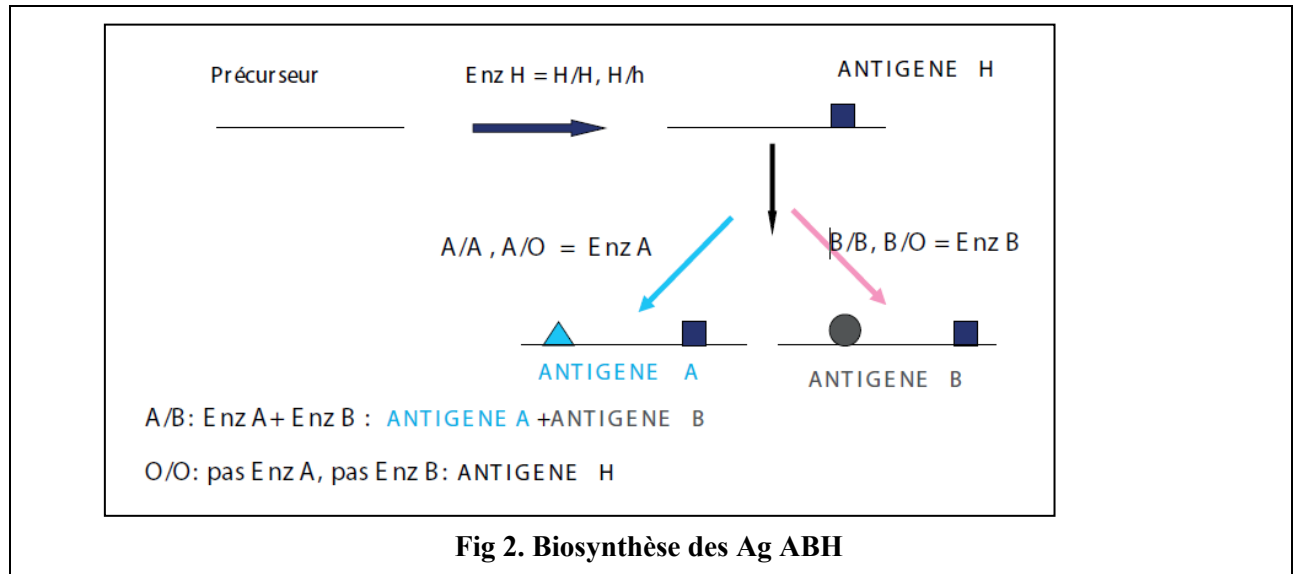 Précurseur
Enz H = H/H, H/h
ANTIGENE H
A/A , A/O = Enz A
B/B, B/O = Enz B
ANTIGENE A
ANTIGENE B
A/B: Enz A+ Enz B : ANTIGENE A +ANTIGENE B
O/O: pas Enz A, pas Enz B: ANTIGENE H
Fig 2. Biosynthèse des Ag ABH